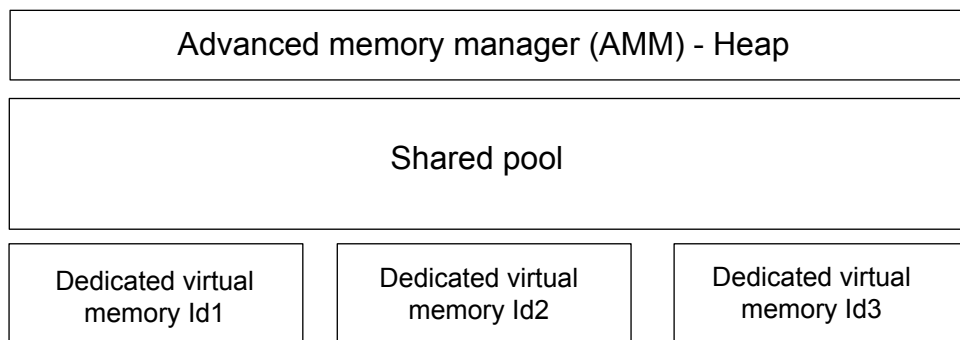 Advanced memory manager (AMM) - Heap
Shared pool
Dedicated virtual
memory Id1
Dedicated virtual
memory Id2
Dedicated virtual
memory Id3